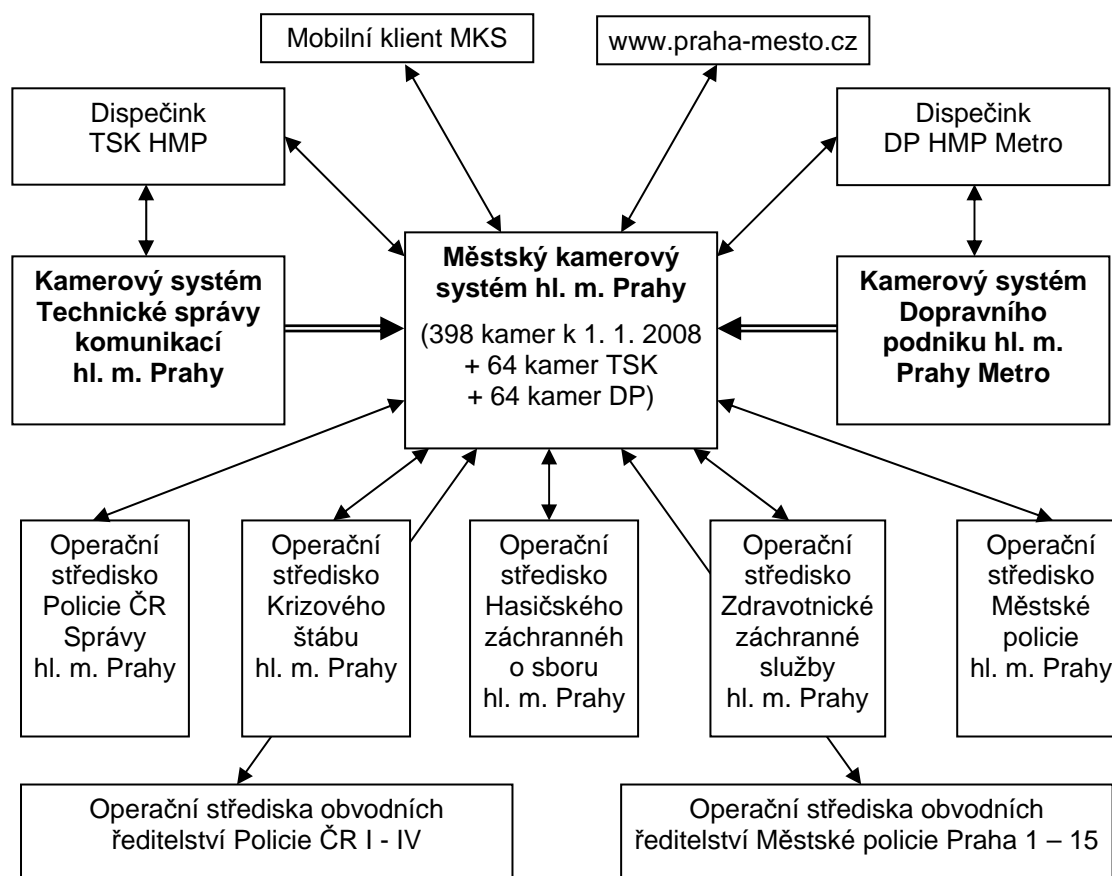 Mobilní klient MKS
www.praha-mesto.cz
Dispečink
TSK HMP
Dispečink
DP HMP Metro
Kamerový systém
Technické správy
komunikací
hl. m. Prahy
Městský kamerový
systém hl. m. Prahy
(398 kamer k 1. 1. 2008
+ 64 kamer TSK
+ 64 kamer DP)
Kamerový systém
Dopravního
podniku hl. m.
Prahy Metro
Operační
středisko
Policie ČR
Správy
hl. m. Prahy
Operační
středisko
Krizového
štábu
hl. m. Prahy
Operační
středisko
Hasičského
záchrannéh
o sboru
hl. m. Prahy
Operační
středisko
Zdravotnické
záchranné
služby
hl. m. Prahy
Operační
středisko
Městské
policie
hl. m. Prahy
Operační střediska obvodních
ředitelství Policie ČR I - IV
Operační střediska obvodních
ředitelství Městské policie Praha 1 – 15